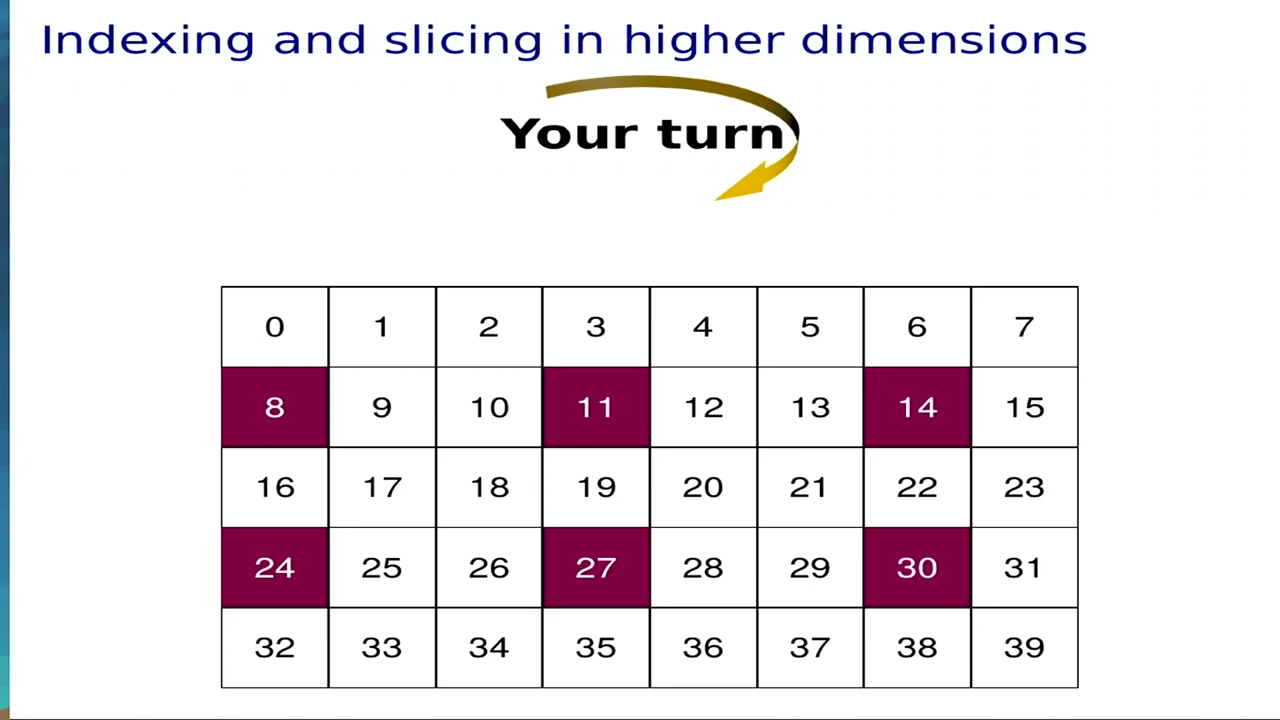 Indexing and slicing in higher dimensions
Your turn
0 1 2 3 4 5 6 7
8 9 10 11 12 13 14 15
16 17 18 19 20 21 22 23
24 25 26 27 28 29 30 31
32 33 34 35 36 37 38 39